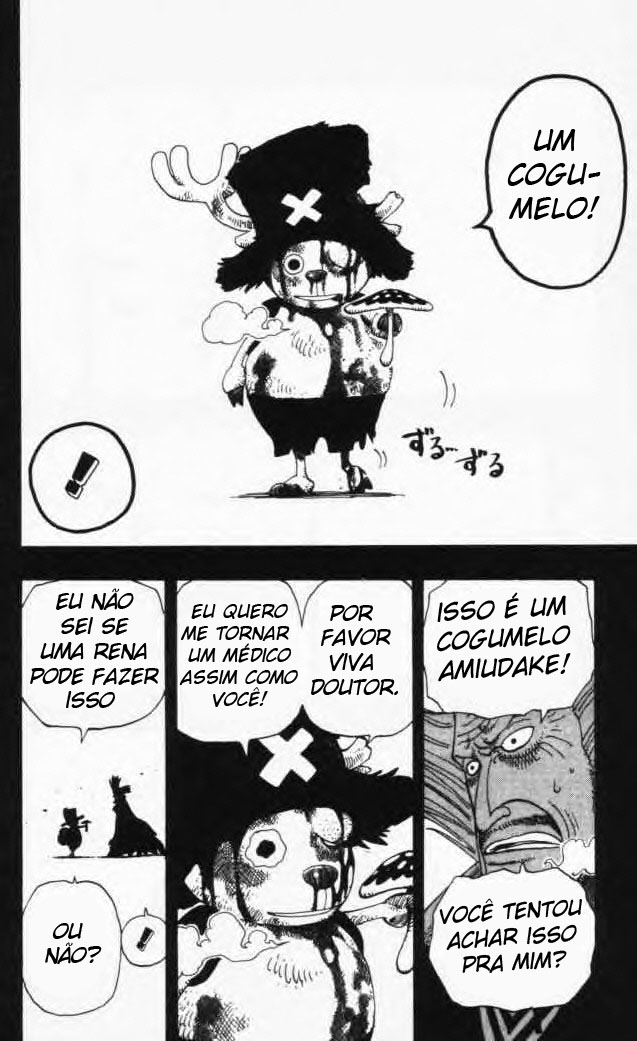 UM
COGU-
MELO!
ずる…
ずる
!
ISSO É UM
COGUMELO
AMIUDAKE!
VOCÊ TENTOU
ACHAR ISSO
PRA MIM?
POR
FAVOR
VIVA
DOUTOR.
EU QUERO
ME TORNAR
UM MÉDICO
ASSIM COMO
VOCÊ!
EU NÃO
SEI SE
UMA RENA
PODE FAZER
ISSO
!
OU
NÃO?